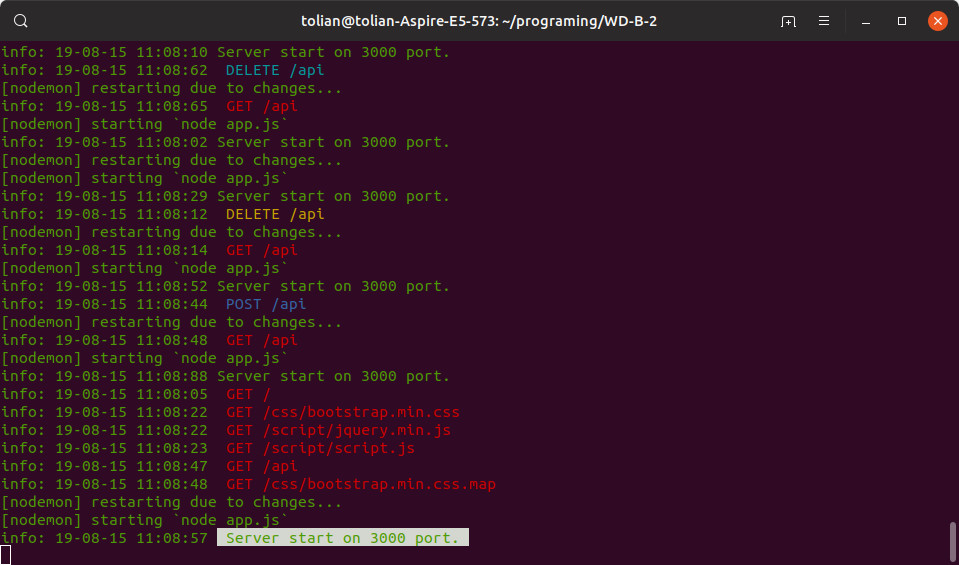 tolian@tolian-Aspire-E5-573: ~/programing/WD-B-2
info: 19-08-15 11:08:10 Server start on 3000 port.
info: 19-08-15 11:08:62  DELETE /api
[nodemon] restarting due to changes...
info: 19-08-15 11:08:65  GET /api
[nodemon] starting `node app.js`
info: 19-08-15 11:08:02 Server start on 3000 port.
[nodemon] restarting due to changes...
[nodemon] starting `node app.js`
info: 19-08-15 11:08:29 Server start on 3000 port.
info: 19-08-15 11:08:12  DELETE /api
[nodemon] restarting due to changes...
info: 19-08-15 11:08:14  GET /api
[nodemon] starting `node app.js`
info: 19-08-15 11:08:52 Server start on 3000 port.
info: 19-08-15 11:08:44  POST /api
[nodemon] restarting due to changes...
info: 19-08-15 11:08:48  GET /api
[nodemon] starting `node app.js`
info: 19-08-15 11:08:88 Server start on 3000 port.
info: 19-08-15 11:08:05  GET /
info: 19-08-15 11:08:22  GET /css/bootstrap.min.css
info: 19-08-15 11:08:22  GET /script/jquery.min.js
info: 19-08-15 11:08:23  GET /script/script.js
info: 19-08-15 11:08:47  GET /api
info: 19-08-15 11:08:48  GET /css/bootstrap.min.css.map
[nodemon] restarting due to changes...
[nodemon] starting `node app.js`
info: 19-08-15 11:08:57  Server start on 3000 port.